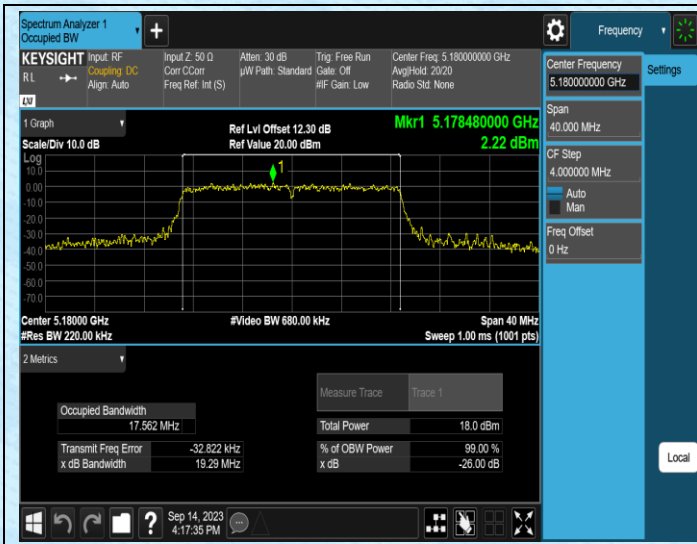 Spectrum Analyzer 1
Occupied BW
+
Frequency
KEYSIGHT
R L
LXI
Input: RF
Coupling: DC
Align: Auto
Input Z: 50 Ω
Corr CCorr
Freq Ref: Int (S)
Atten: 30 dB
µW Path: Standard
Trig: Free Run
Gate: Off
#IF Gain: Low
Center Freq: 5.180000000 GHz
Avg|Hold: 20/20
Radio Std: None
Center Frequency
5.180000000 GHz
Settings
Span
40.000 MHz
CF Step
4.000000 MHz
Auto
Man
Freq Offset
0 Hz
Local
1 Graph
Scale/Div 10.0 dB
Ref Lvl Offset 12.30 dB
Ref Value 20.00 dBm
Mkr1 5.178480000 GHz
2.22 dBm
Log
10.0
0.00
-10.0
-20.0
-30.0
-40.0
-50.0
-60.0
-70.0
1
Center 5.18000 GHz
#Res BW 220.00 kHz
#Video BW 680.00 kHz
Span 40 MHz
Sweep 1.00 ms (1001 pts)
2 Metrics
Measure Trace
Trace 1
Occupied Bandwidth
17.562 MHz
Total Power
18.0 dBm
Transmit Freq Error
-32.822 kHz
% of OBW Power
99.00 %
x dB Bandwidth
19.29 MHz
x dB
-26.00 dB
?
Sep 14, 2023
4:17:35 PM